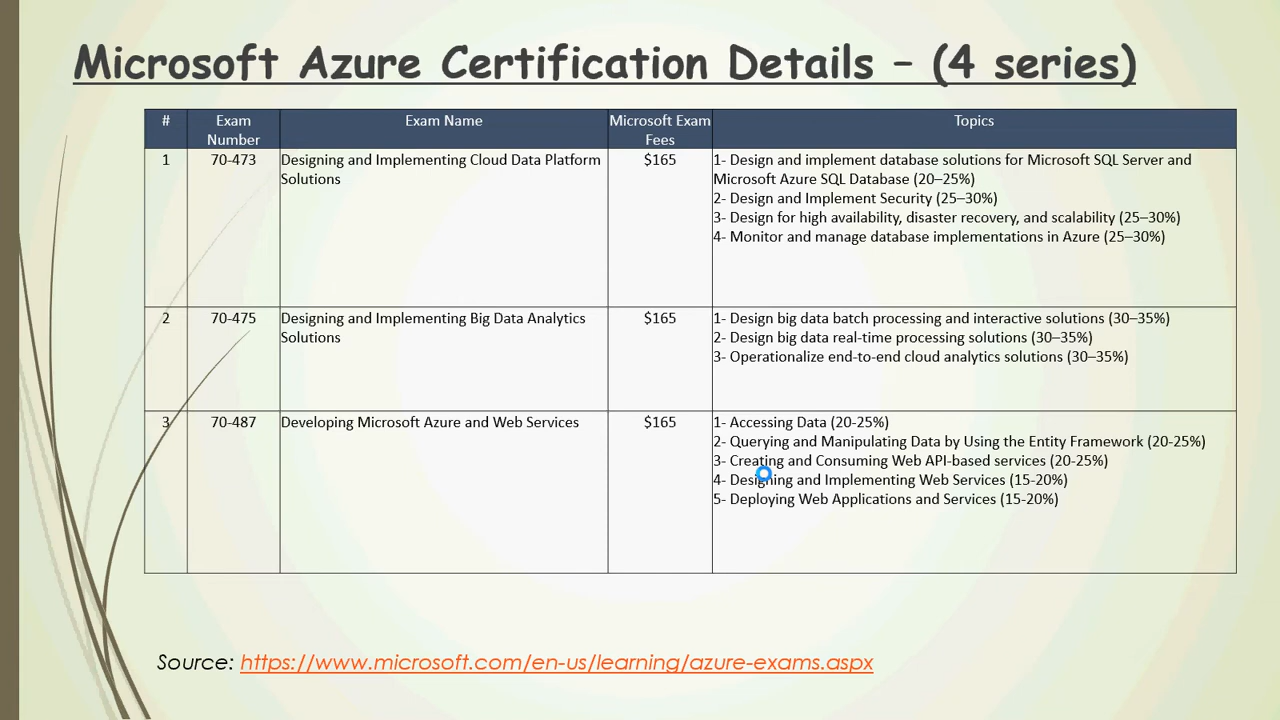 Microsoft Azure Certification Details – (4 series)
# Exam Number Exam Name Microsoft Exam Fees Topics
1 70-473 Designing and Implementing Cloud Data Platform Solutions $165
1- Design and implement database solutions for Microsoft SQL Server and
Microsoft Azure SQL Database (20–25%)
2- Design and Implement Security (25–30%)
3- Design for high availability, disaster recovery, and scalability (25–30%)
4- Monitor and manage database implementations in Azure (25–30%)
2 70-475 Designing and Implementing Big Data Analytics Solutions $165
1- Design big data batch processing and interactive solutions (30–35%)
2- Design big data real-time processing solutions (30–35%)
3- Operationalize end-to-end cloud analytics solutions (30–35%)
3 70-487 Developing Microsoft Azure and Web Services $165
1- Accessing Data (20-25%)
2- Querying and Manipulating Data by Using the Entity Framework (20-25%)
3- Creating and Consuming Web API-based services (20-25%)
4- Designing and Implementing Web Services (15-20%)
5- Deploying Web Applications and Services (15-20%)
Source: https://www.microsoft.com/en-us/learning/azure-exams.aspx